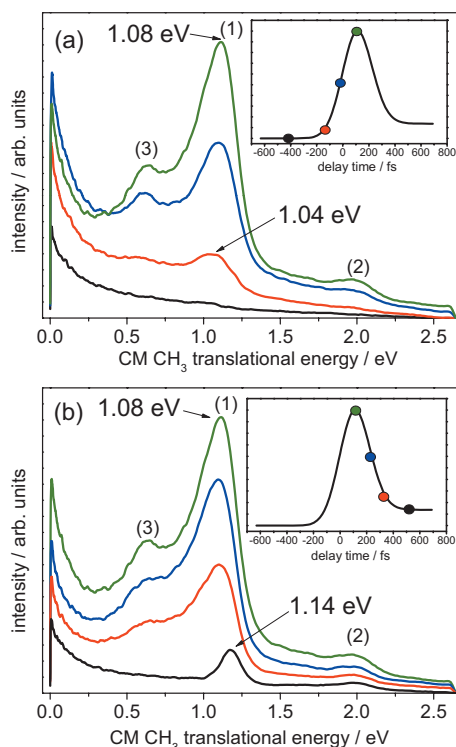 (a)
1.08 eV
(1)
(3)
1.04 eV
(2)
intensity / arb. units
0.0 0.5 1.0 1.5 2.0 2.5
CM CH₃ translational energy / eV
-600 -400 -200 0 200 400 600 800
delay time / fs
(b)
1.08 eV
(1)
(3)
1.14 eV
(2)
intensity / arb. units
0.0 0.5 1.0 1.5 2.0 2.5
CM CH₃ translational energy / eV
-600 -400 -200 0 200 400 600 800
delay time / fs